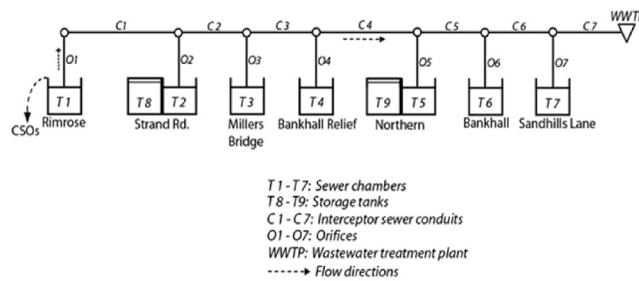 C1 C2 C3 C4 C5 C6 C7 WWTP
O1 O2 O3 O4 O5 O6 O7
T1 T8 T2 T3 T4 T9 T5 T6 T7
CSOs Rimrose Strand Rd. Millers Bankhall Relief Northern Bankhall Sandhills Lane
Bridge
T1-T7: Sewer chambers
T8-T9: Storage tanks
C1-C7: Interceptor sewer conduits
O1-O7: Orifices
WWTP: Wastewater treatment plant
Flow directions